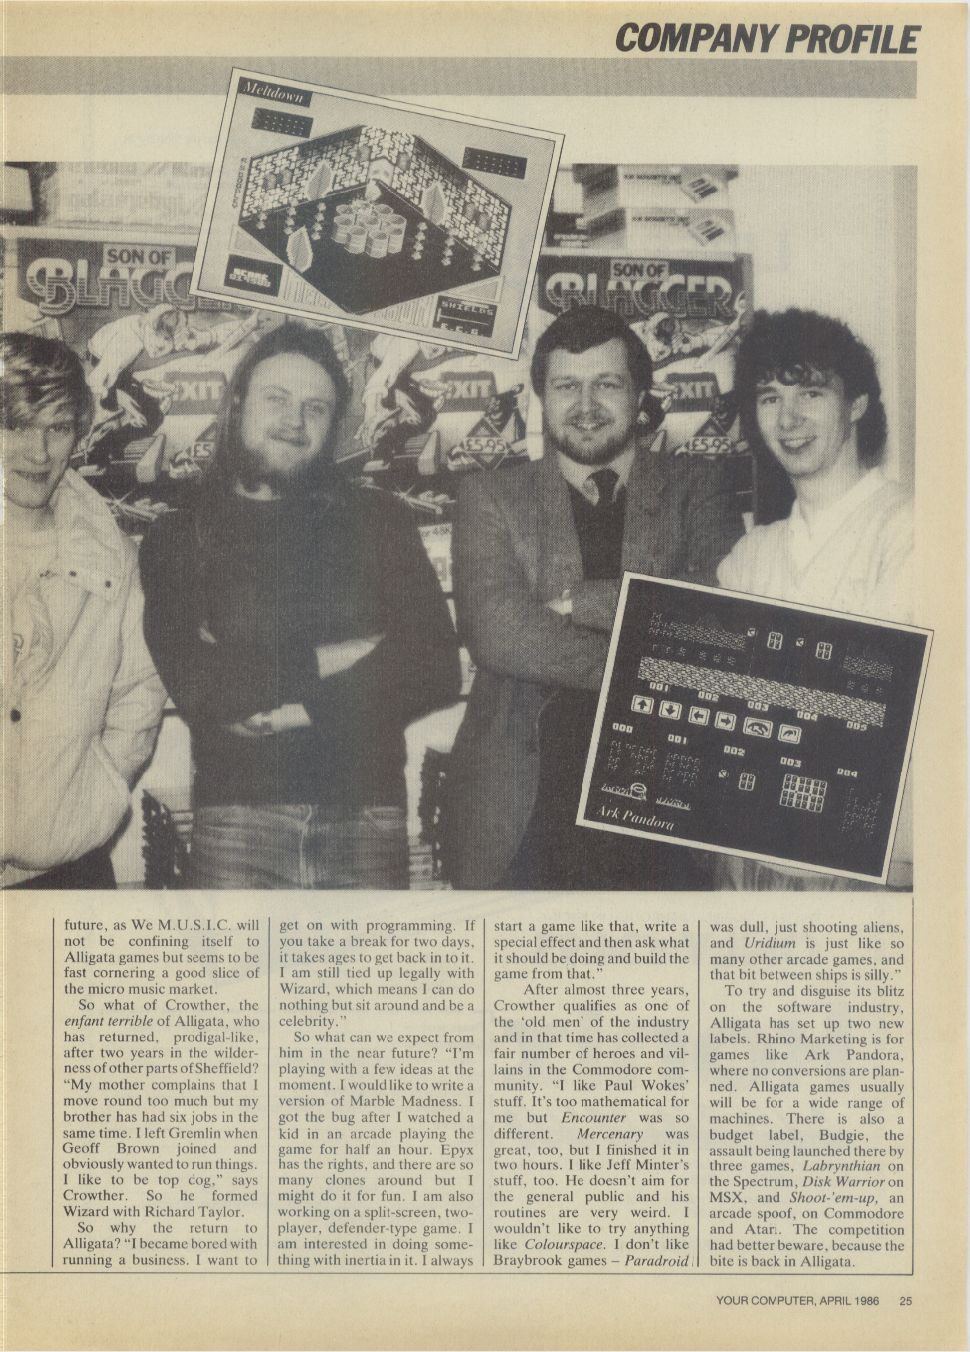 COMPANY PROFILE
Meltdown
SCORE
SHIELDS
SON OF
BLAGGER
EXIT
£5
SON OF
BLAGGER
EXIT
EXIT
£5·95
£5·95
001
002
003
004
005
000
001
002
003
004
Ark Pandora
future, as We M.U.S.I.C. will
not be confining itself to
Alligata games but seems to be
fast cornering a good slice of
the micro music market.
So what of Crowther, the
enfant terrible of Alligata, who
has returned, prodigal-like,
after two years in the wilder-
ness of other parts of Sheffield?
"My mother complains that I
move round too much but my
brother has had six jobs in the
same time. I left Gremlin when
Geoff Brown joined and
obviously wanted to run things.
I like to be top cog," says
Crowther. So he formed
Wizard with Richard Taylor.
So why the return to
Alligata? "I became bored with
running a business. I want to
get on with programming. If
you take a break for two days,
it takes ages to get back in to it.
I am still tied up legally with
Wizard, which means I can do
nothing but sit around and be a
celebrity."
So what can we expect from
him in the near future? "I'm
playing with a few ideas at the
moment. I would like to write a
version of Marble Madness. I
got the bug after I watched a
kid in an arcade playing the
game for half an hour. Epyx
has the rights, and there are so
many clones around but I
might do it for fun. I am also
working on a split-screen, two-
player, defender-type game. I
am interested in doing some-
thing with inertia in it. I always
start a game like that, write a
special effect and then ask what
it should be doing and build the
game from that."
After almost three years,
Crowther qualifies as one of
the 'old men' of the industry
and in that time has collected a
fair number of heroes and vil-
lains in the Commodore com-
munity. "I like Paul Wokes'
stuff. It's too mathematical for
me but Encounter was so
different. Mercenary was
great, too, but I finished it in
two hours. I like Jeff Minter's
stuff, too. He doesn't aim for
the general public and his
routines are very weird. I
wouldn't like to try anything
like Colourspace. I don't like
Braybrook games – Paradroid
was dull, just shooting aliens,
and Uridium is just like so
many other arcade games, and
that bit between ships is silly."
To try and disguise its blitz
on the software industry,
Alligata has set up two new
labels. Rhino Marketing is for
games like Ark Pandora,
where no conversions are plan-
ned. Alligata games usually
will be for a wide range of
machines. There is also a
budget label, Budgie, the
assault being launched there by
three games, Labrynthian on
the Spectrum, Disk Warrior on
MSX, and Shoot-'em-up, an
arcade spoof, on Commodore
and Atari. The competition
had better beware, because the
bite is back in Alligata.
YOUR COMPUTER, APRIL 1986 25